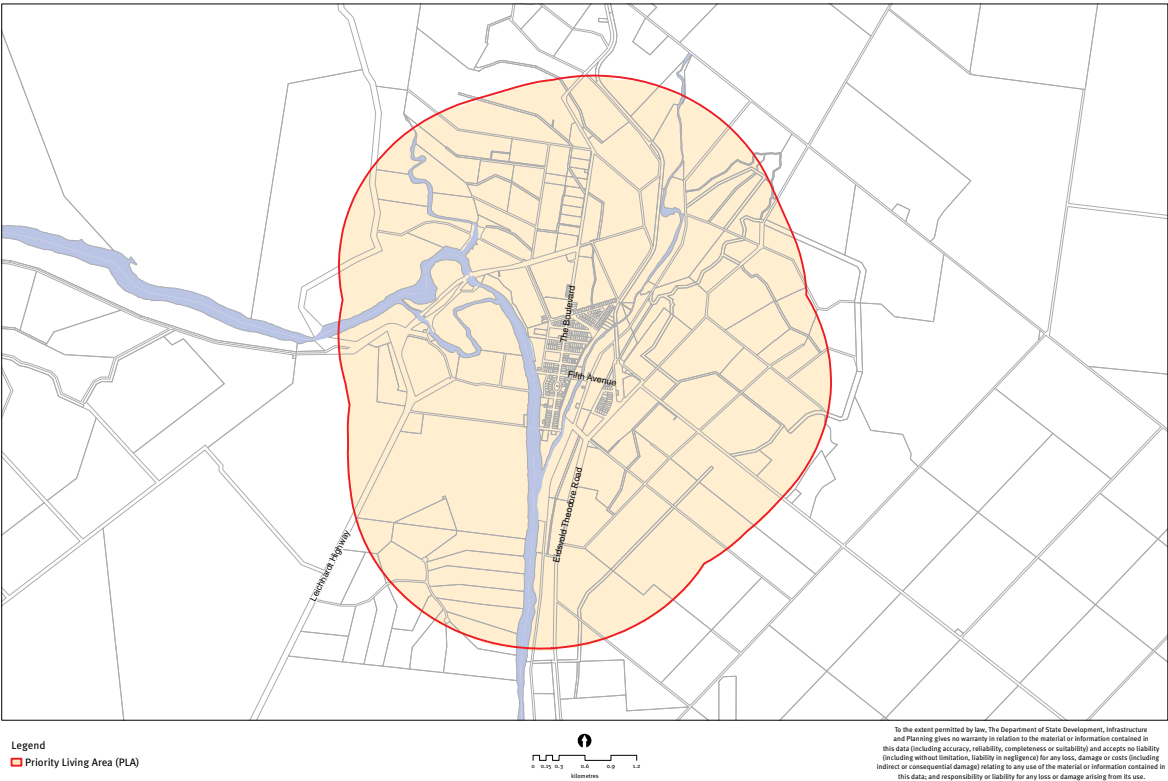 The Boulevard
Fifth Avenue
Eidsvold Theodore Road
Leichhardt Highway
Legend
Priority Living Area (PLA)
0 0.15 0.3 0.6 0.9 1.2
kilometres
To the extent permitted by law, The Department of State Development, Infrastructure
and Planning gives no warranty in relation to the material or information contained in
this data (including accuracy, reliability, completeness or suitability) and accepts no liability
(including without limitation, liability in negligence) for any loss, damage or costs (including
indirect or consequential damage) relating to any use of the material or information contained in
this data; and responsibility or liability for any loss or damage arising from its use.